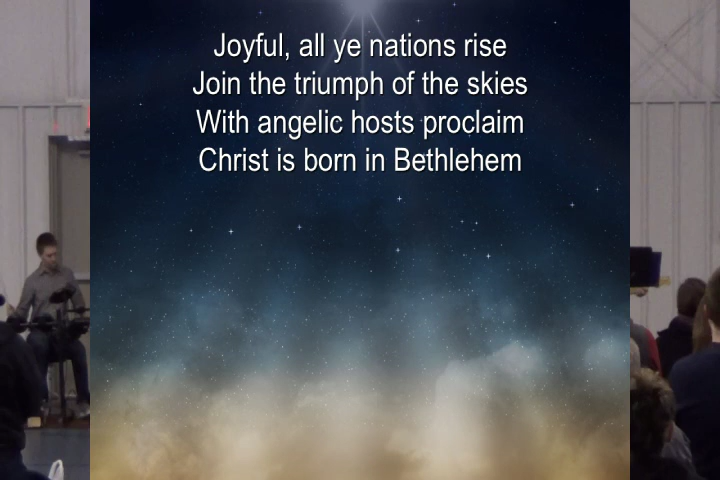 Joyful, all ye nations rise
Join the triumph of the skies
With angelic hosts proclaim
Christ is born in Bethlehem